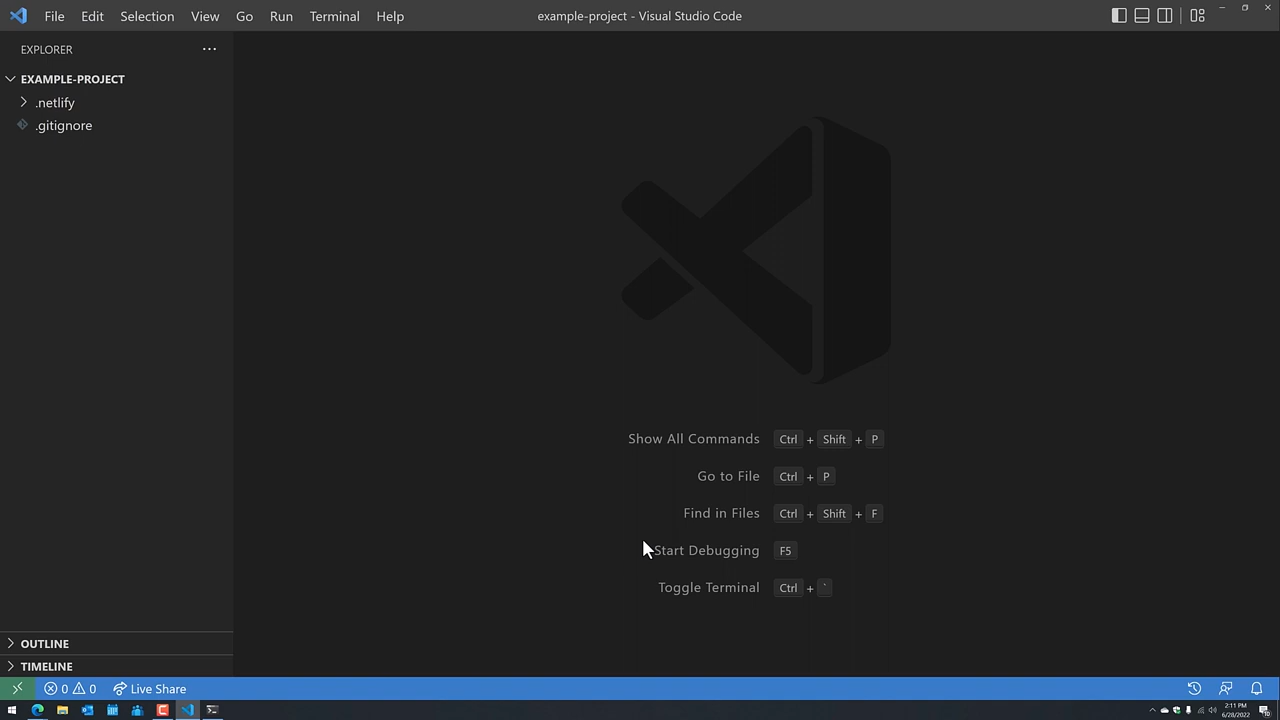 File Edit Selection View Go Run Terminal Help example-project - Visual Studio Code
EXPLORER
EXAMPLE-PROJECT
.netlify
.gitignore
Show All Commands Ctrl + Shift + P
Go to File Ctrl + P
Find in Files Ctrl + Shift + F
Start Debugging F5
Toggle Terminal Ctrl + `
OUTLINE
TIMELINE
0 0 Live Share
2:11 PM
6/28/2022